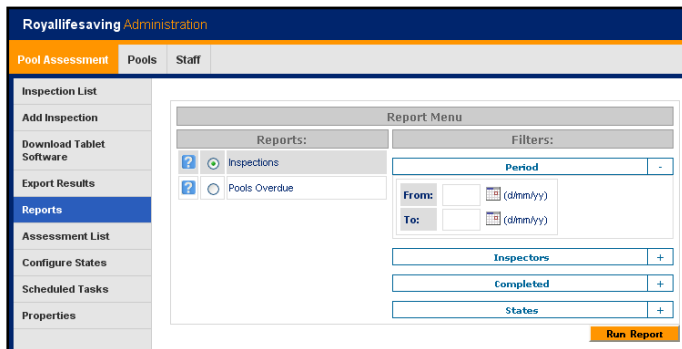 Royallifesaving Administration
Pool Assessment Pools Staff
Inspection List
Add Inspection
Download Tablet
Software
Export Results
Reports
Assessment List
Configure States
Scheduled Tasks
Properties
Report Menu
Reports:
? Inspections
? Pools Overdue
Filters:
Period -
From: (d/mm/yy)
To: (d/mm/yy)
Inspectors +
Completed +
States +
Run Report